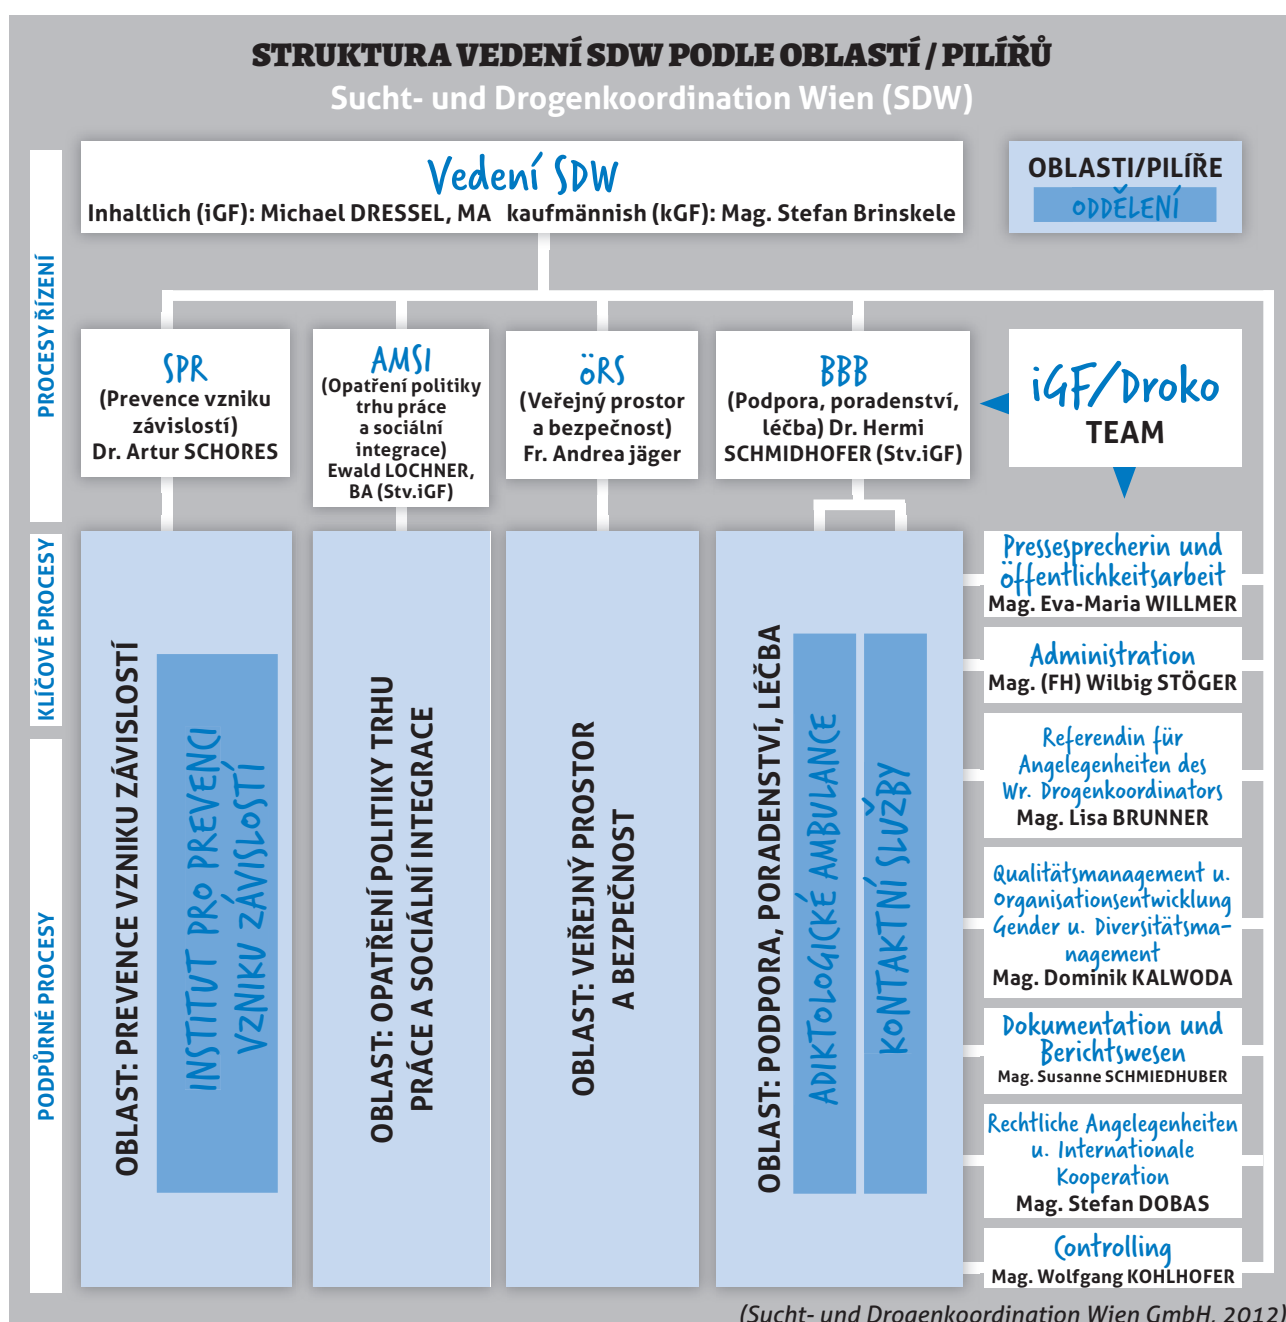 STRUKTURA VEDENÍ SDW PODLE OBLASTÍ / PILÍŘŮ
Sucht- und Drogenkoordination Wien (SDW)
Vedení SDW
Inhaltlich (iGF): Michael DRESSEL, MA kaufmännish (kGF): Mag. Stefan Brinskele
OBLASTI/PILÍŘE
ODDĚLENÍ
PROCESY ŘÍZENÍ
SPR
(Prevence vzniku
závislostí)
Dr. Artur SCHORES
AMSI
(Opatření politiky
trhu práce
a sociální
integrace)
Ewald LOCHNER,
BA (Stv.iGF)
öRS
(Veřejný prostor
a bezpečnost)
Fr. Andrea jäger
BBB
(Podpora, poradenství,
léčba) Dr. Hermi
SCHMIDHOFER (Stv.iGF)
iGF/Droko
TEAM
KLÍČOVÉ PROCESY
PODPŮRNÉ PROCESY
OBLAST: PREVENCE VZNIKU ZÁVISLOSTÍ
INSTITUT PRO PREVENCI
VZNIKU ZÁVISLOSTÍ
OBLAST: OPATŘENÍ POLITIKY TRHU
PRÁCE A SOCIÁLNÍ INTEGRACE
OBLAST: VEŘEJNÝ PROSTOR
A BEZPEČNOST
OBLAST: PODPORA, PORADENSTVÍ, LÉČBA
ADIKTOLOGICKÉ AMBULANCE
KONTAKTNÍ SLUŽBY
Pressesprecherin und
öffentlichkeitsarbeit
Mag. Eva-Maria WILLMER
Administration
Mag. (FH) Wilbig STÖGER
Referendin für
Angelegenheiten des
Wr. Drogenkoordinators
Mag. Lisa BRUNNER
Qualitätsmanagement u.
Organisationsentwicklung
Gender u. Diversitätsma-
nagement
Mag. Dominik KALWODA
Dokumentation und
Berichtswesen
Mag. Susanne SCHMIEDHUBER
Rechtliche Angelegenheiten
u. Internationale
Kooperation
Mag. Stefan DOBAS
Controlling
Mag. Wolfgang KOHLHOFER
(Sucht- und Drogenkoordination Wien GmbH, 2012)